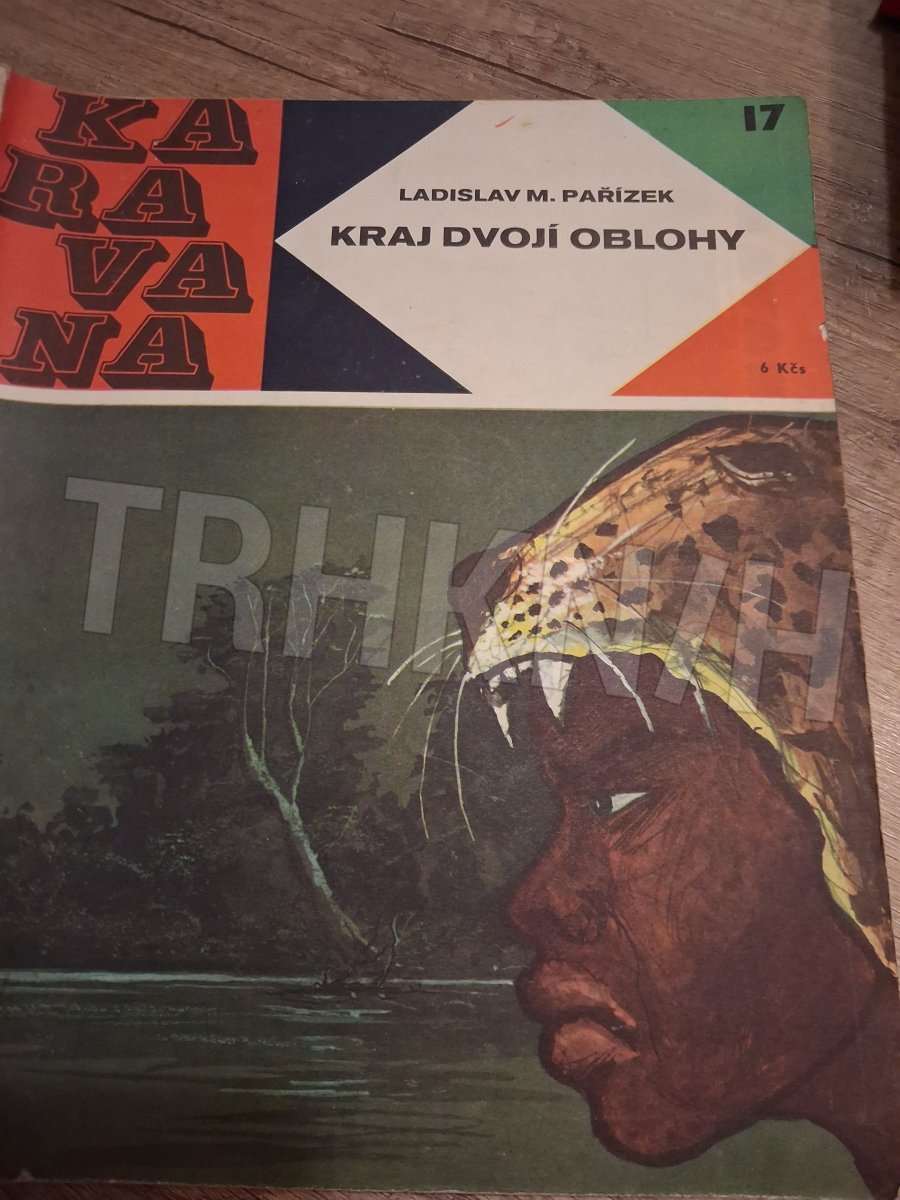 KA
RA
VA
NA
17
LADISLAV M. PAŘÍZEK
KRAJ DVOJÍ OBLOHY
6 Kčs
TRHKNIH